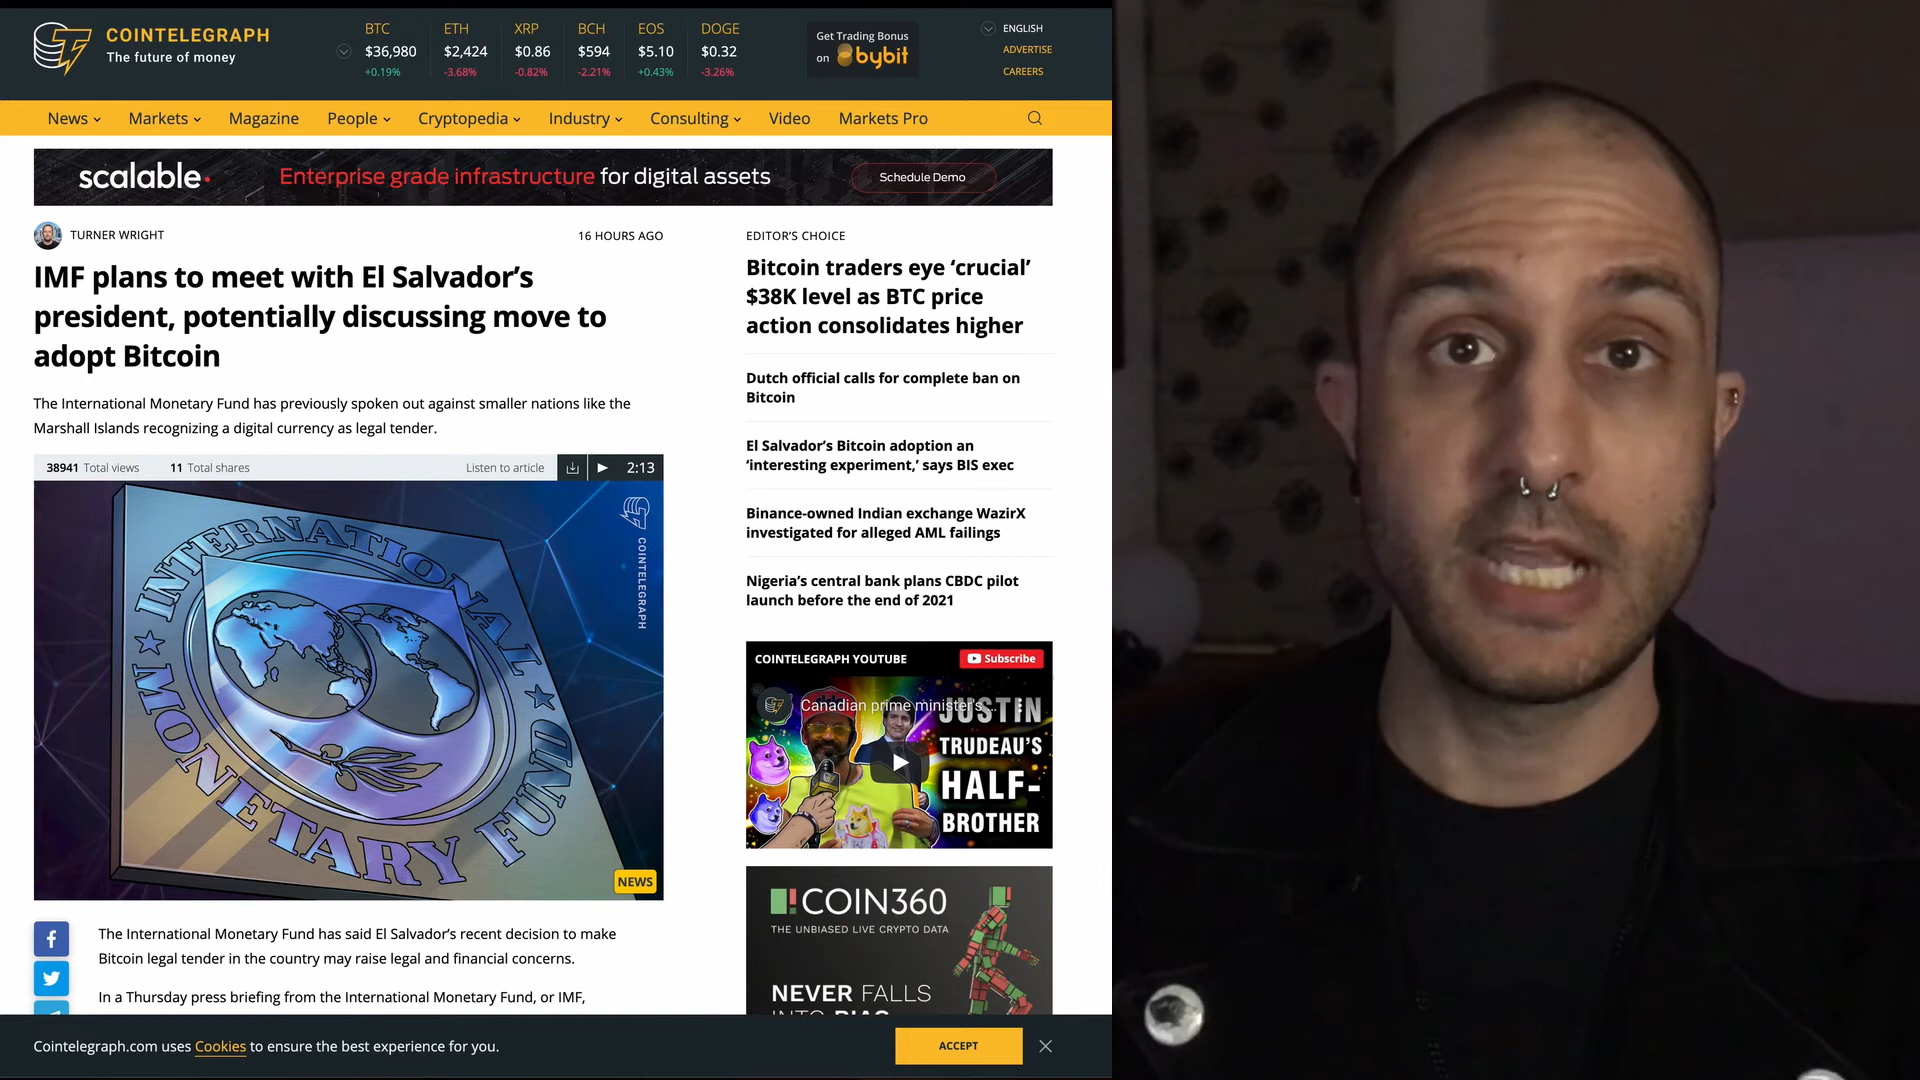 COINTELEGRAPH
The future of money
BTC
$36,980
+0.19%
ETH
$2,424
-3.68%
XRP
$0.86
-0.82%
BCH
$594
-2.21%
EOS
$5.10
+0.43%
DOGE
$0.32
-3.26%
Get Trading Bonus
on bybit
ENGLISH
ADVERTISE
CAREERS
News Markets Magazine People Cryptopedia Industry Consulting Video Markets Pro
scalable.
Enterprise grade infrastructure for digital assets
Schedule Demo
TURNER WRIGHT
16 HOURS AGO
IMF plans to meet with El Salvador’s
president, potentially discussing move to
adopt Bitcoin
The International Monetary Fund has previously spoken out against smaller nations like the
Marshall Islands recognizing a digital currency as legal tender.
38941 Total views 11 Total shares Listen to article 2:13
INTERNATIONAL
MONETARY FUND
COINTELEGRAPH
NEWS
The International Monetary Fund has said El Salvador’s recent decision to make
Bitcoin legal tender in the country may raise legal and financial concerns.
In a Thursday press briefing from the International Monetary Fund, or IMF,
EDITOR’S CHOICE
Bitcoin traders eye ‘crucial’
$38K level as BTC price
action consolidates higher
Dutch official calls for complete ban on
Bitcoin
El Salvador’s Bitcoin adoption an
‘interesting experiment,’ says BIS exec
Binance-owned Indian exchange WazirX
investigated for alleged AML failings
Nigeria’s central bank plans CBDC pilot
launch before the end of 2021
COINTELEGRAPH YOUTUBE
Subscribe
Canadian prime minister's ...
JUSTIN
TRUDEAU'S
HALF-
BROTHER
COIN360
THE UNBIASED LIVE CRYPTO DATA
NEVER FALLS
Cointelegraph.com uses Cookies to ensure the best experience for you.
ACCEPT